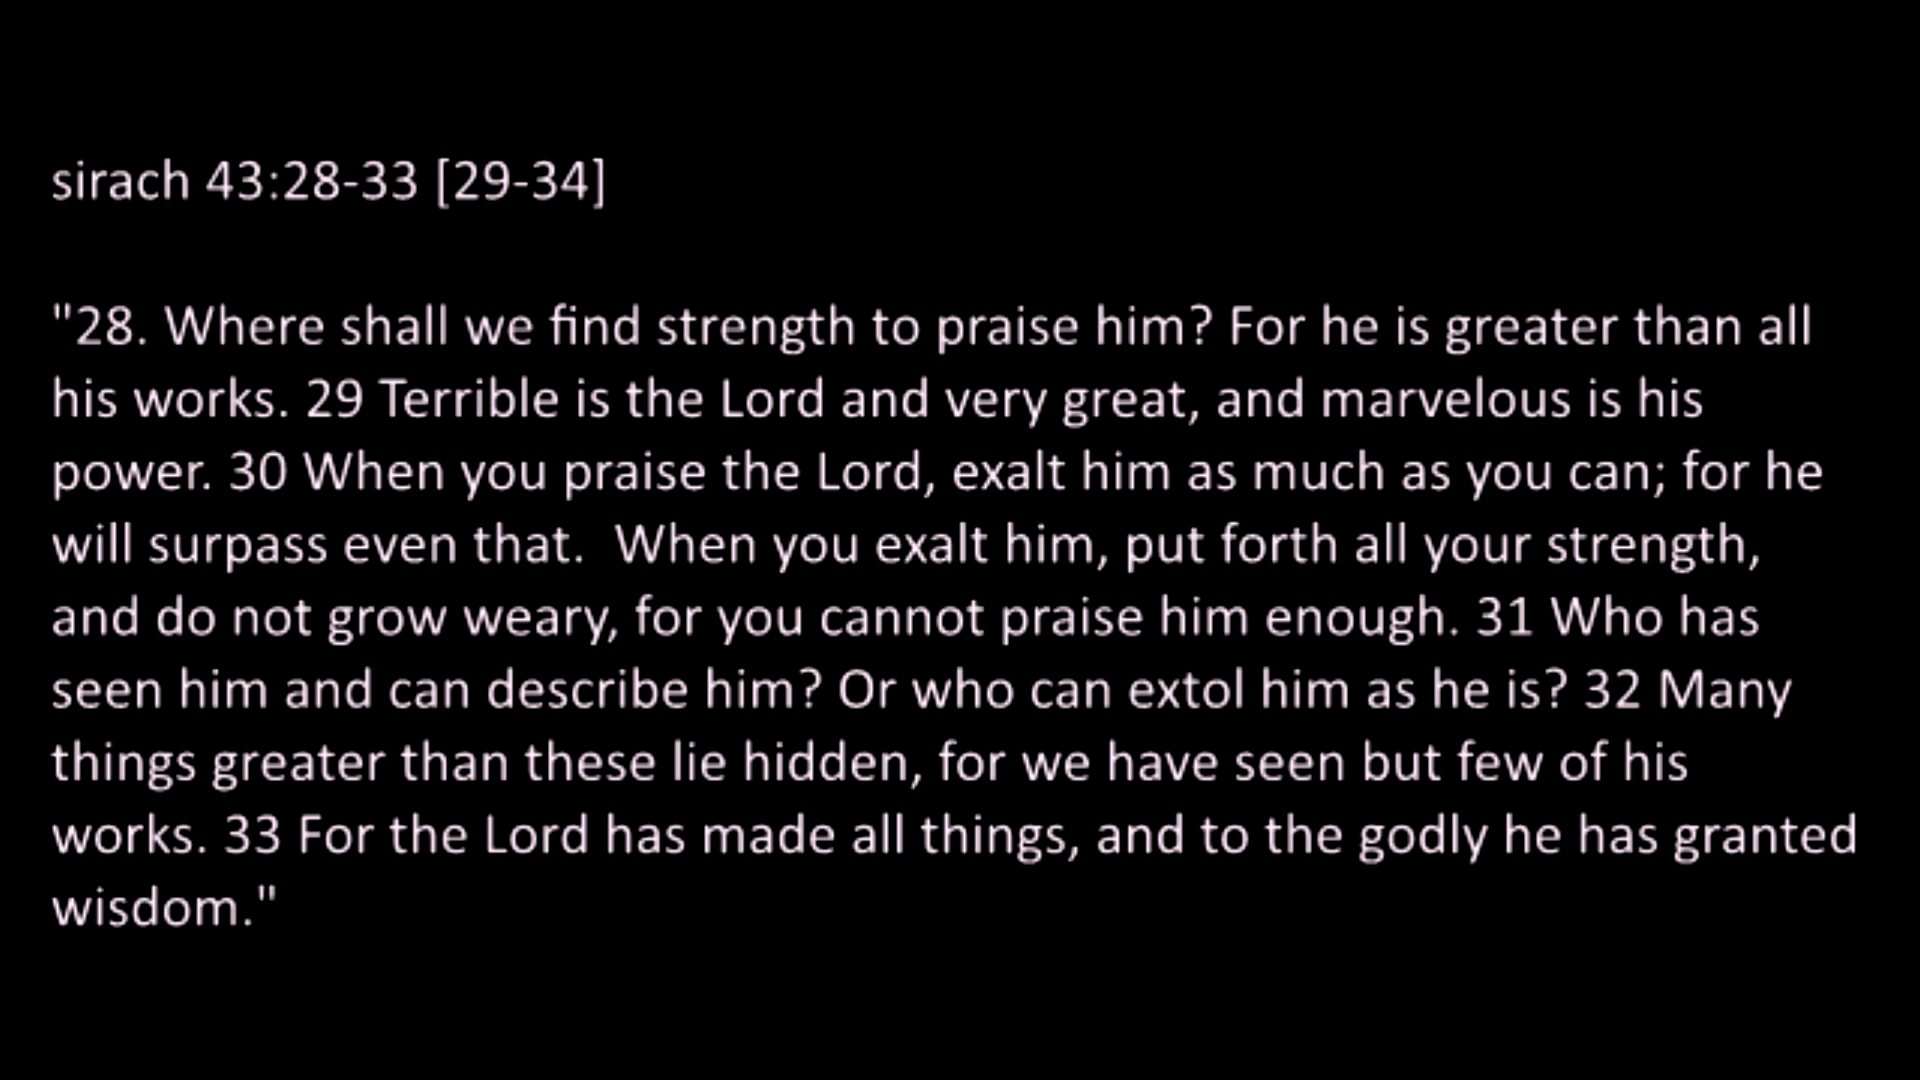 sirach 43:28-33 [29-34]
"28. Where shall we find strength to praise him? For he is greater than all
his works. 29 Terrible is the Lord and very great, and marvelous is his
power. 30 When you praise the Lord, exalt him as much as you can; for he
will surpass even that.  When you exalt him, put forth all your strength,
and do not grow weary, for you cannot praise him enough. 31 Who has
seen him and can describe him? Or who can extol him as he is? 32 Many
things greater than these lie hidden, for we have seen but few of his
works. 33 For the Lord has made all things, and to the godly he has granted
wisdom."